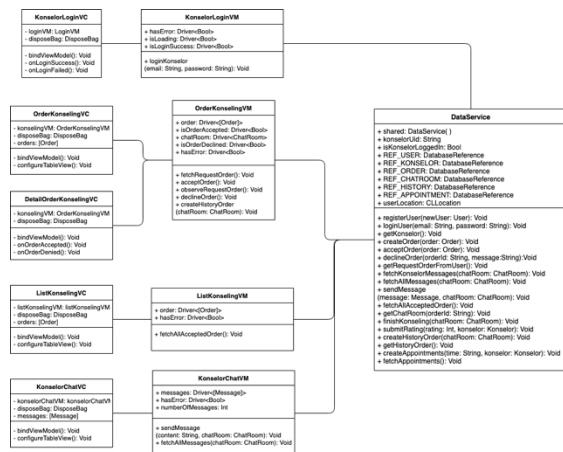 KonselorLoginVC
- loginVM: LoginVM
- disposeBag: DisposeBag
- bindViewModel(): Void
- onLoginSuccess(): Void
- onLoginFailed(): Void
KonselorLoginVM
+ hasError: Driver<Bool>
+ isLoading: Driver<Bool>
+ isLoginSuccess: Driver<Bool>
+ loginKonselor
(email: String, password: String): Void
OrderKonselingVC
- konselingVM: OrderKonselingVM
- disposeBag: DisposeBag
- orders: [Order]
- bindViewModel(): Void
- configureTableView(): Void
OrderKonselingVM
+ order: Driver<[Order]>
+ isOrderAccepted: Driver<Bool>
+ chatRoom: Driver<ChatRoom>
+ isOrderDeclined: Driver<Bool>
+ hasError: Driver<Bool>
+ fetchRequestOrder(): Void
+ acceptOrder(): Void
+ observeRequestOrder(): Void
+ declineOrder(): Void
+ createHistoryOrder
(chatRoom: ChatRoom): Void
DetailOrderKonselingVC
- konselingVM: OrderKonselingVM
- disposeBag: DisposeBag
- bindViewModel(): Void
- onOrderAccepted(): Void
- onOrderDenied(): Void
DataService
+ shared: DataService( )
+ konselorUid: String
+ isKonselorLoggedin: Bool
+ REF_USER: DatabaseReference
+ REF_KONSELOR: DatabaseReference
+ REF_ORDER: DatabaseReference
+ REF_CHATROOM: DatabaseReference
+ REF_HISTORY: DatabaseReference
+ REF_APPOINTMENT: DatabaseReference
+ userLocation: CLLocation
+ registerUser(newUser: User): Void
+ loginUser(email: String, password: String): Void
+ getKonselor(): Void
+ createOrder(order: Order): Void
+ acceptOrder(order: Order): Void
+ declineOrder(orderId: String, message:String):Void
+ getRequestOrderFromUser(): Void
+ fetchKonselorMessages(chatRoom: ChatRoom): Void
+ fetchAllMessages(chatRoom: ChatRoom): Void
+ sendMessage
(message: Message, chatRoom: ChatRoom): Void
+ fetchAllAcceptedOrder(): Void
+ getChatRoom(orderId: String): Void
+ finishKonseling(chatRoom: ChatRoom): Void
+ submitRating(rating: Int, konselor: Konselor): Void
+ createHistoryOrder(chatRoom: ChatRoom): Void
+ getHistoryOrder(): Void
+ createAppointments(time: String, konselor: Konselor): Void
+ fetchAppointments(): Void
ListKonselingVC
- listKonselingVM: listKonselingVM
- disposeBag: DisposeBag
- orders: [Order]
- bindViewModel(): Void
- configureTableView(): Void
ListKonselingVM
+ order: Driver<[Order]>
+ hasError: Driver<Bool>
+ fetchAllAcceptedOrder(): Void
KonselorChatVC
- konselorChatVM: konselorChatVM
- disposeBag: DisposeBag
- messages: [Message]
- bindViewModel(): Void
- configureTableView(): Void
KonselorChatVM
+ messages: Driver<[Message]>
+ hasError: Driver<Bool>
+ numberOfMessages: Int
+ sendMessage
(content: String, chatRoom: ChatRoom): Void
+ fetchAllMessages(chatRoom: ChatRoom): Void